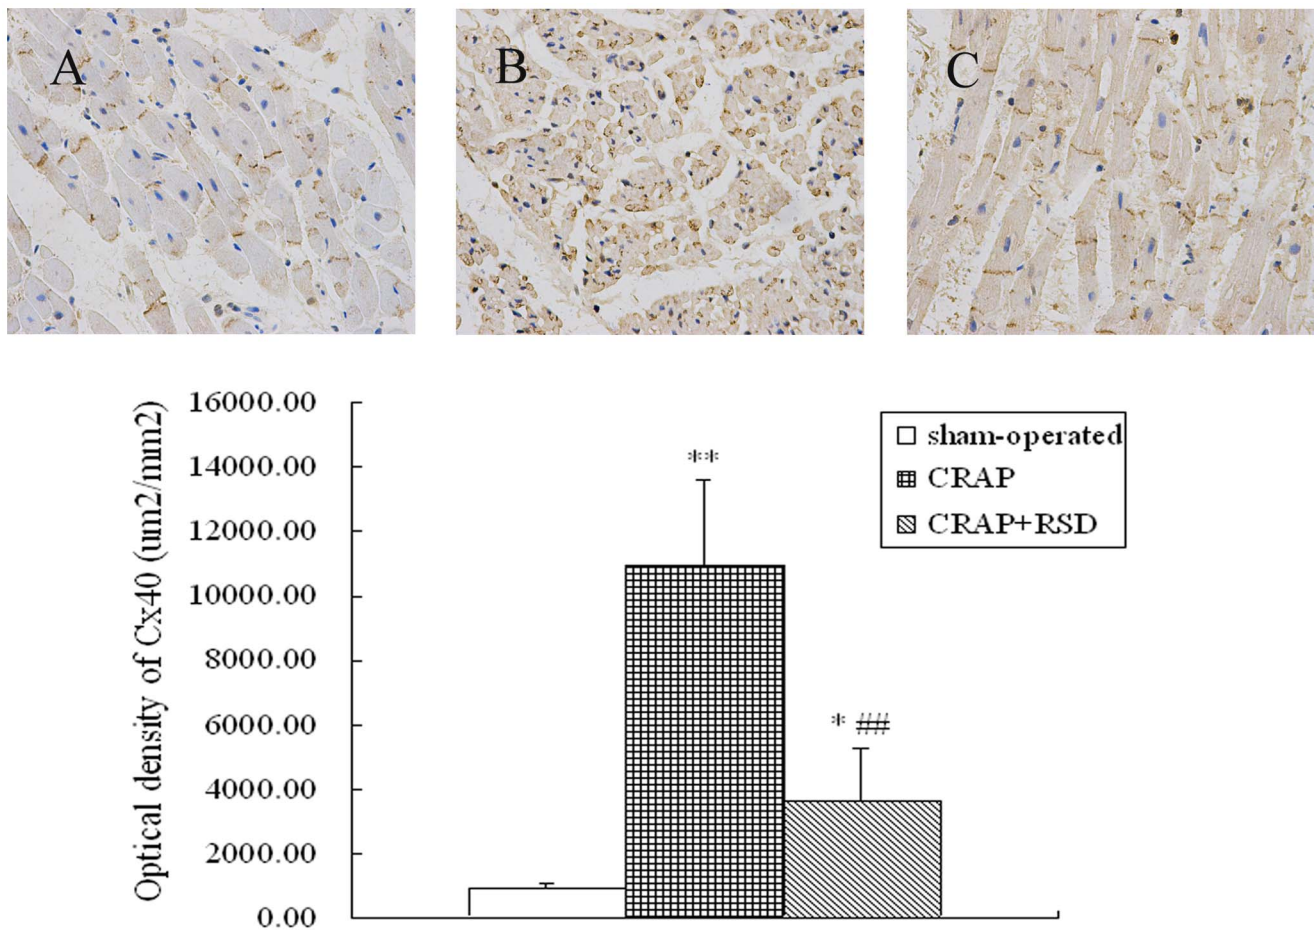 A
B
C
Optical density of Cx40 (um2/mm2)
16000.00
14000.00
12000.00
10000.00
8000.00
6000.00
4000.00
2000.00
0.00
**
* ##
sham-operated
CRAP
CRAP+RSD